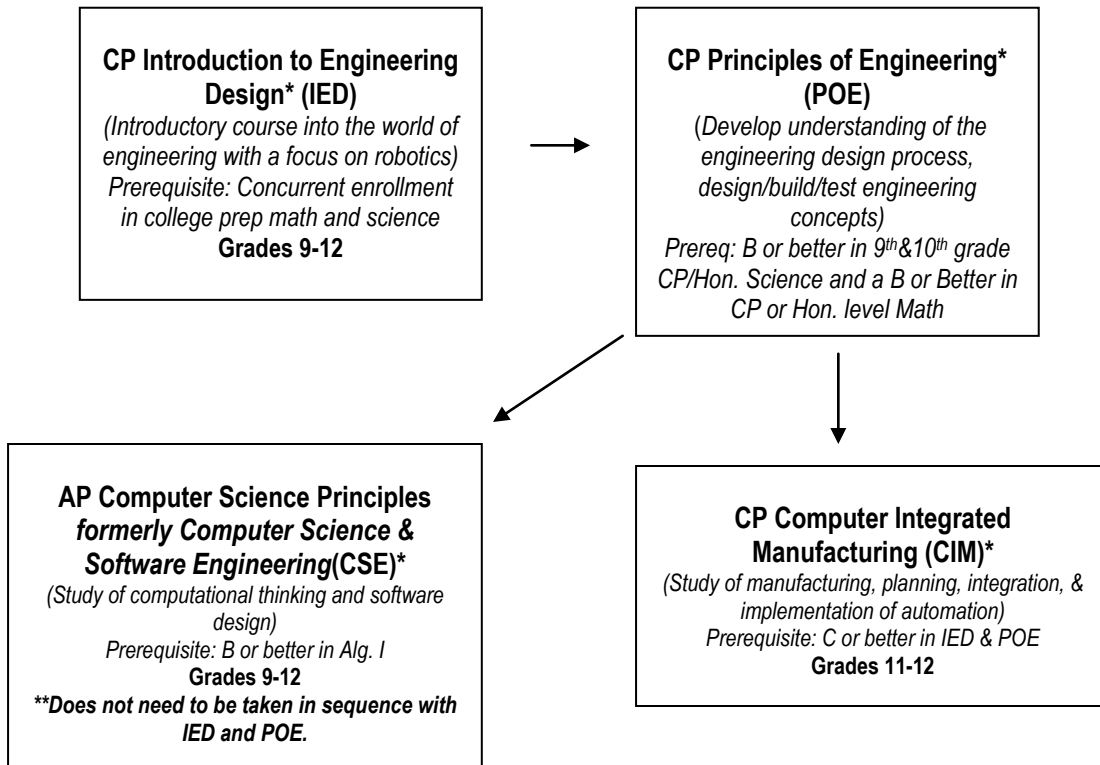 CP Introduction to Engineering
Design* (IED)
(Introductory course into the world of
engineering with a focus on robotics)
Prerequisite: Concurrent enrollment
in college prep math and science
Grades 9-12
CP Principles of Engineering*
(POE)
(Develop understanding of the
engineering design process,
design/build/test engineering
concepts)
Prereq: B or better in 9th&10th grade
CP/Hon. Science and a B or Better in
CP or Hon. level Math
AP Computer Science Principles
formerly Computer Science &
Software Engineering(CSE)*
(Study of computational thinking and software
design)
Prerequisite: B or better in Alg. I
Grades 9-12
**Does not need to be taken in sequence with
IED and POE.
CP Computer Integrated
Manufacturing (CIM)*
(Study of manufacturing, planning, integration, &
implementation of automation)
Prerequisite: C or better in IED & POE
Grades 11-12